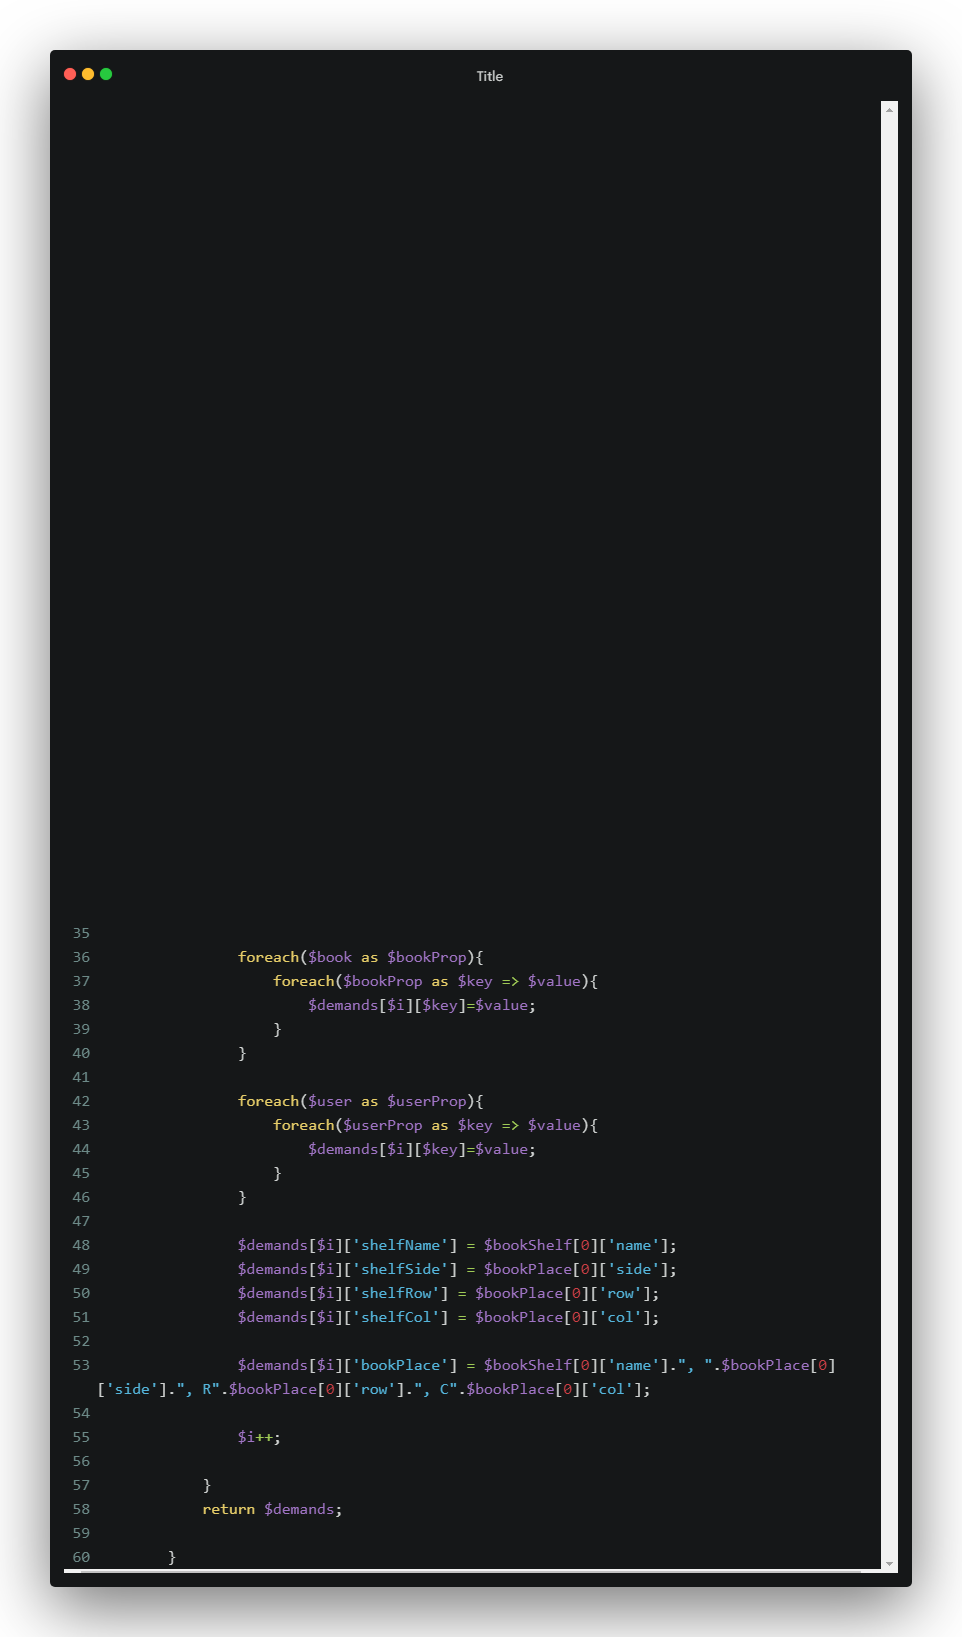 Title
35
36 foreach($book as $bookProp){
37 foreach($bookProp as $key => $value){
38 $demands[$i][$key]=$value;
39 }
40 }
41
42 foreach($user as $userProp){
43 foreach($userProp as $key => $value){
44 $demands[$i][$key]=$value;
45 }
46 }
47
48 $demands[$i]['shelfName'] = $bookShelf[0]['name'];
49 $demands[$i]['shelfSide'] = $bookPlace[0]['side'];
50 $demands[$i]['shelfRow'] = $bookPlace[0]['row'];
51 $demands[$i]['shelfCol'] = $bookPlace[0]['col'];
52
53 $demands[$i]['bookPlace'] = $bookShelf[0]['name'].", ".$bookPlace[0]
['side'].", R".$bookPlace[0]['row'].", C".$bookPlace[0]['col'];
54
55 $i++;
56
57 }
58 return $demands;
59
60 }